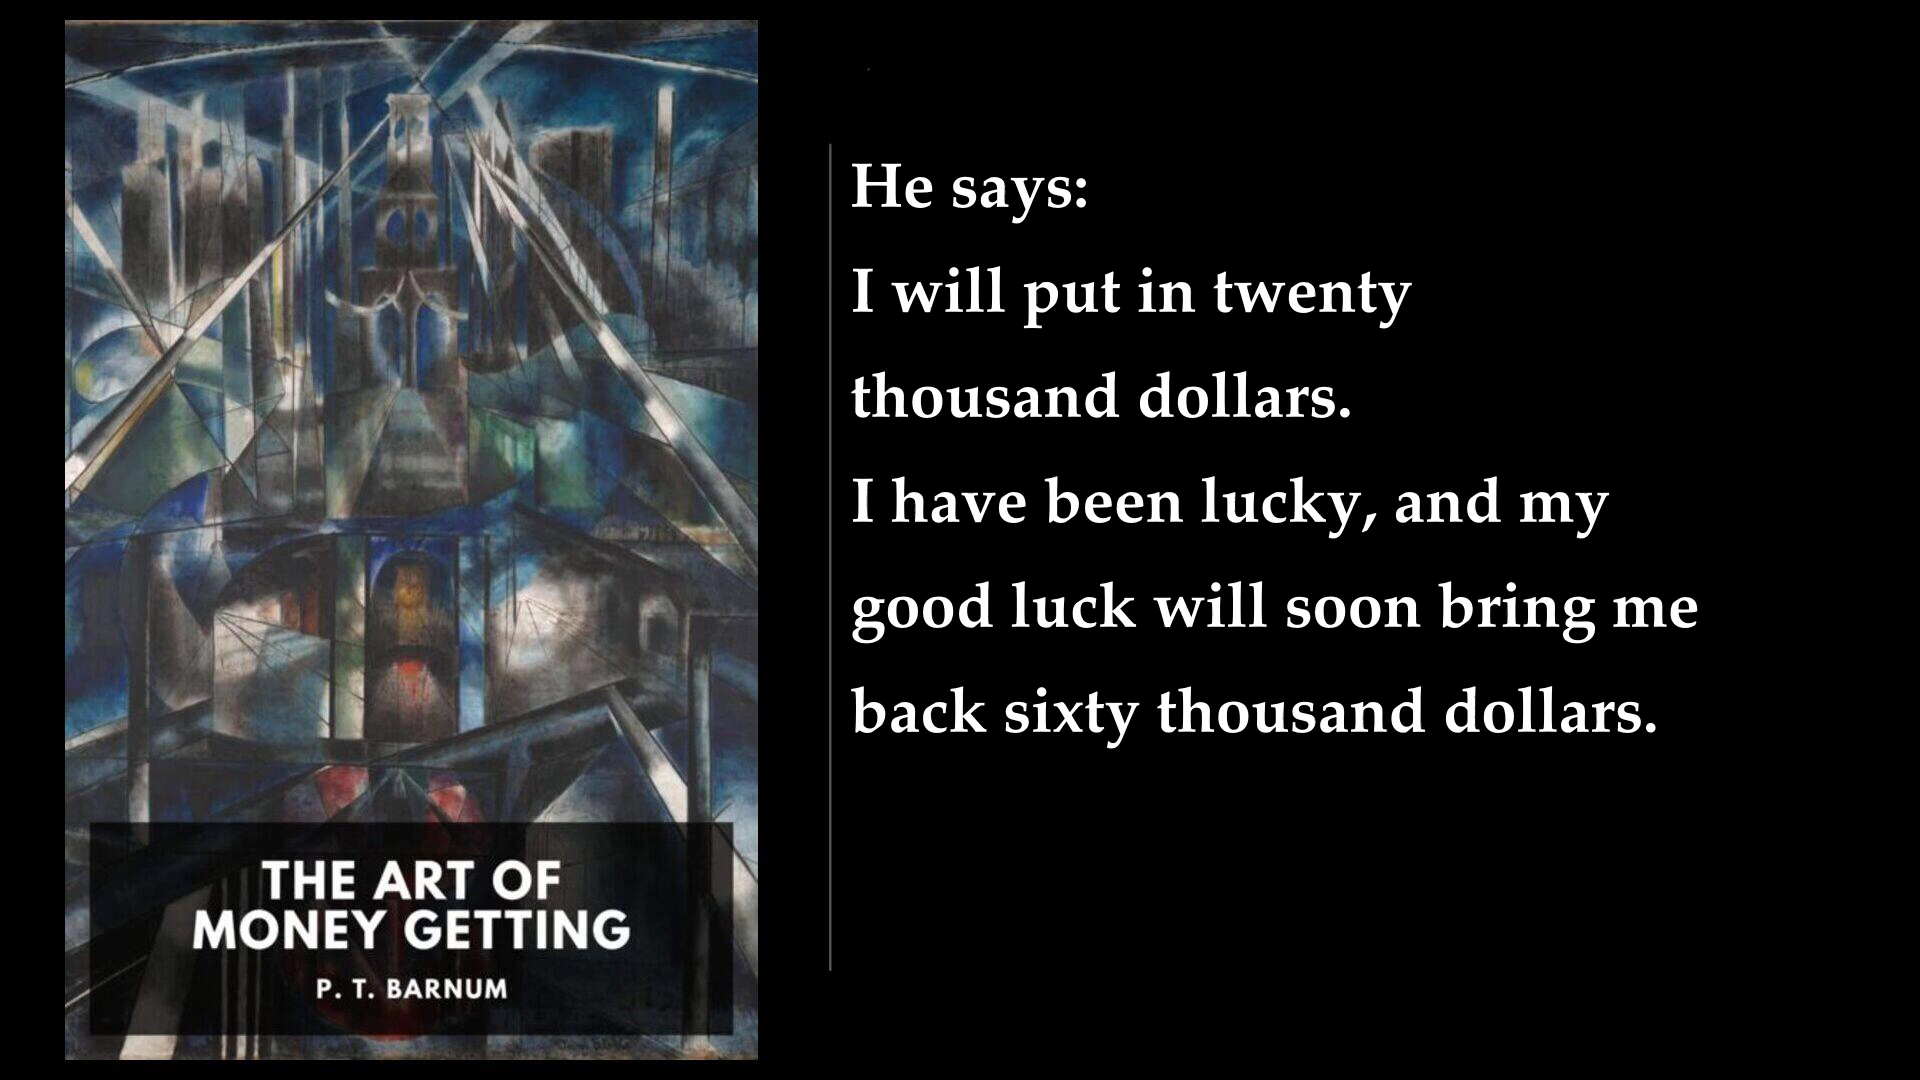 He says:
I will put in twenty
thousand dollars.
I have been lucky, and my
good luck will soon bring me
back sixty thousand dollars.
THE ART OF
MONEY GETTING
P. T. BARNUM